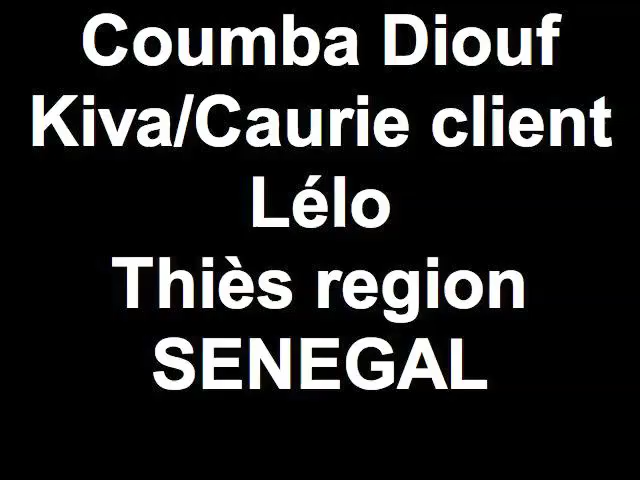 Coumba Diouf
Kiva/Caurie client
Lélo
Thiès region
SENEGAL